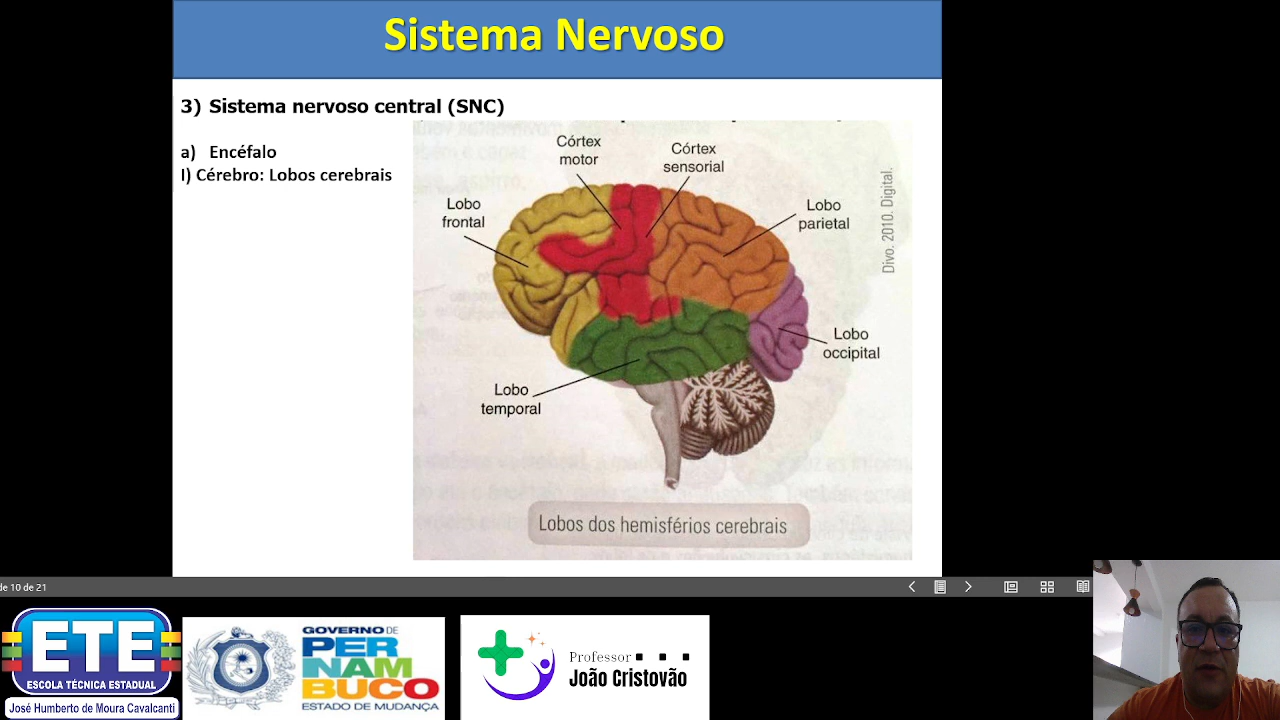 Sistema Nervoso
3) Sistema nervoso central (SNC)
a) Encéfalo
I) Cérebro: Lobos cerebrais
Córtex
motor
Córtex
sensorial
Lobo
frontal
Lobo
parietal
Divo. 2010. Digital.
Lobo
occipital
Lobo
temporal
Lobos dos hemisférios cerebrais
de 10 de 21
ETE
ESCOLA TÉCNICA ESTADUAL
José Humberto de Moura Cavalcanti
GOVERNO DE
PER
NAM
BUCO
ESTADO DE MUDANÇA
Professor
João Cristovão